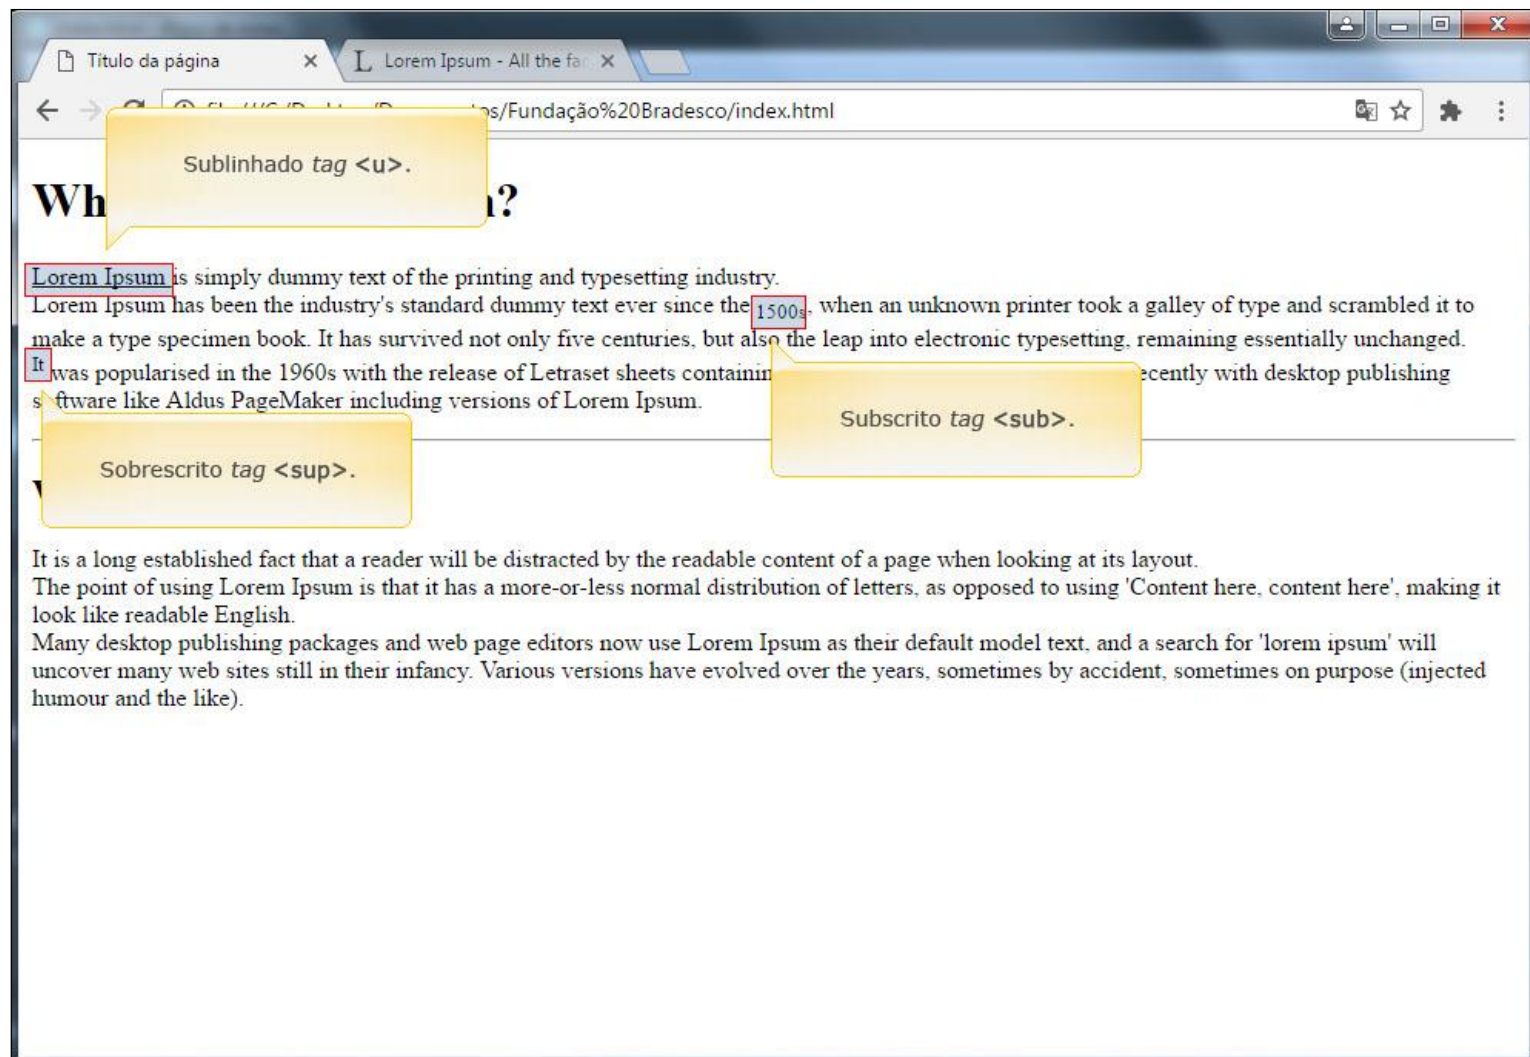 Título da página
Lorem Ipsum - All the fa
os/Fundação%20Bradesco/index.html
Sublinhado tag <u>.
Wh
?
Lorem Ipsum is simply dummy text of the printing and typesetting industry.
Lorem Ipsum has been the industry's standard dummy text ever since the 1500s, when an unknown printer took a galley of type and scrambled it to
make a type specimen book. It has survived not only five centuries, but also the leap into electronic typesetting, remaining essentially unchanged.
It was popularised in the 1960s with the release of Letraset sheets containin ecently with desktop publishing
software like Aldus PageMaker including versions of Lorem Ipsum.
Subscrito tag <sub>.
Sobrescrito tag <sup>.
It is a long established fact that a reader will be distracted by the readable content of a page when looking at its layout.
The point of using Lorem Ipsum is that it has a more-or-less normal distribution of letters, as opposed to using 'Content here, content here', making it
look like readable English.
Many desktop publishing packages and web page editors now use Lorem Ipsum as their default model text, and a search for 'lorem ipsum' will
uncover many web sites still in their infancy. Various versions have evolved over the years, sometimes by accident, sometimes on purpose (injected
humour and the like).